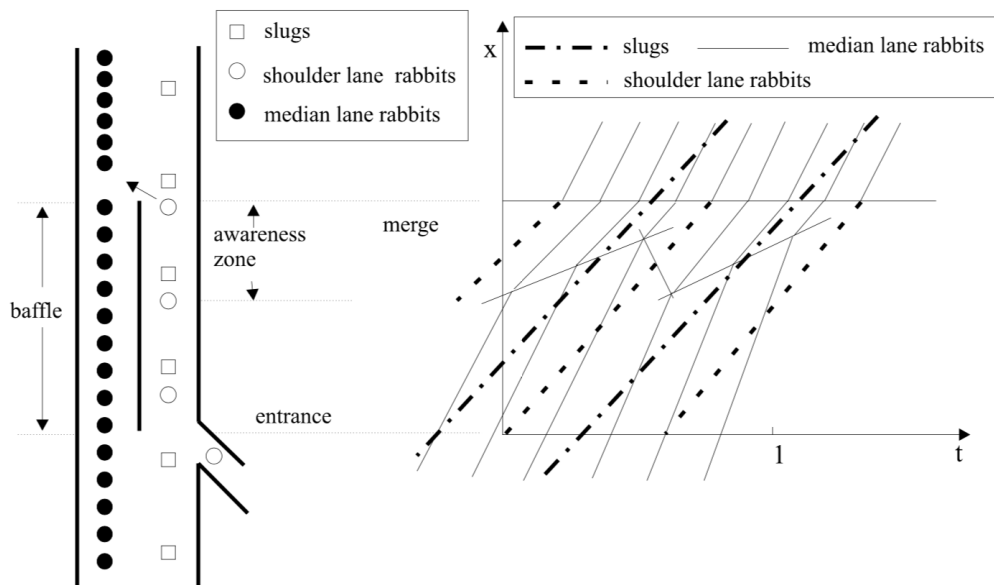 slugs
shoulder lane rabbits
median lane rabbits
awareness
zone
baffle
merge
entrance
x
slugs
median lane rabbits
shoulder lane rabbits
1
t